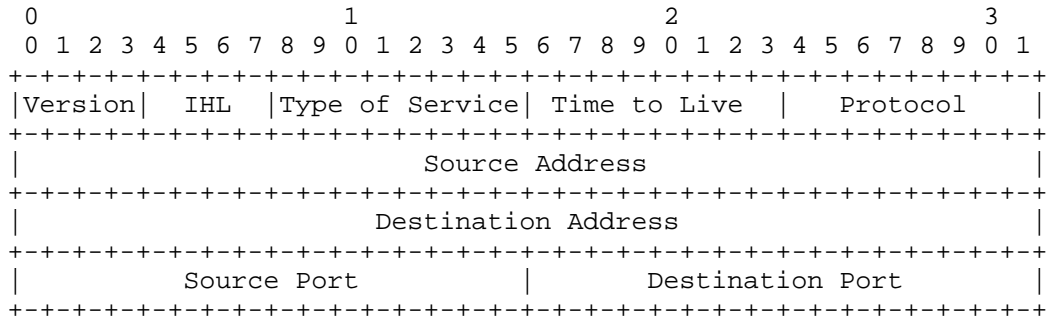 0                   1                   2                   3
 0 1 2 3 4 5 6 7 8 9 0 1 2 3 4 5 6 7 8 9 0 1 2 3 4 5 6 7 8 9 0 1
+-+-+-+-+-+-+-+-+-+-+-+-+-+-+-+-+-+-+-+-+-+-+-+-+-+-+-+-+-+-+-+-+
|Version|  IHL  |Type of Service| Time to Live  |   Protocol    |
+-+-+-+-+-+-+-+-+-+-+-+-+-+-+-+-+-+-+-+-+-+-+-+-+-+-+-+-+-+-+-+-+
|                         Source Address                        |
+-+-+-+-+-+-+-+-+-+-+-+-+-+-+-+-+-+-+-+-+-+-+-+-+-+-+-+-+-+-+-+-+
|                      Destination Address                      |
+-+-+-+-+-+-+-+-+-+-+-+-+-+-+-+-+-+-+-+-+-+-+-+-+-+-+-+-+-+-+-+-+
|          Source Port          |       Destination Port        |
+-+-+-+-+-+-+-+-+-+-+-+-+-+-+-+-+-+-+-+-+-+-+-+-+-+-+-+-+-+-+-+-+